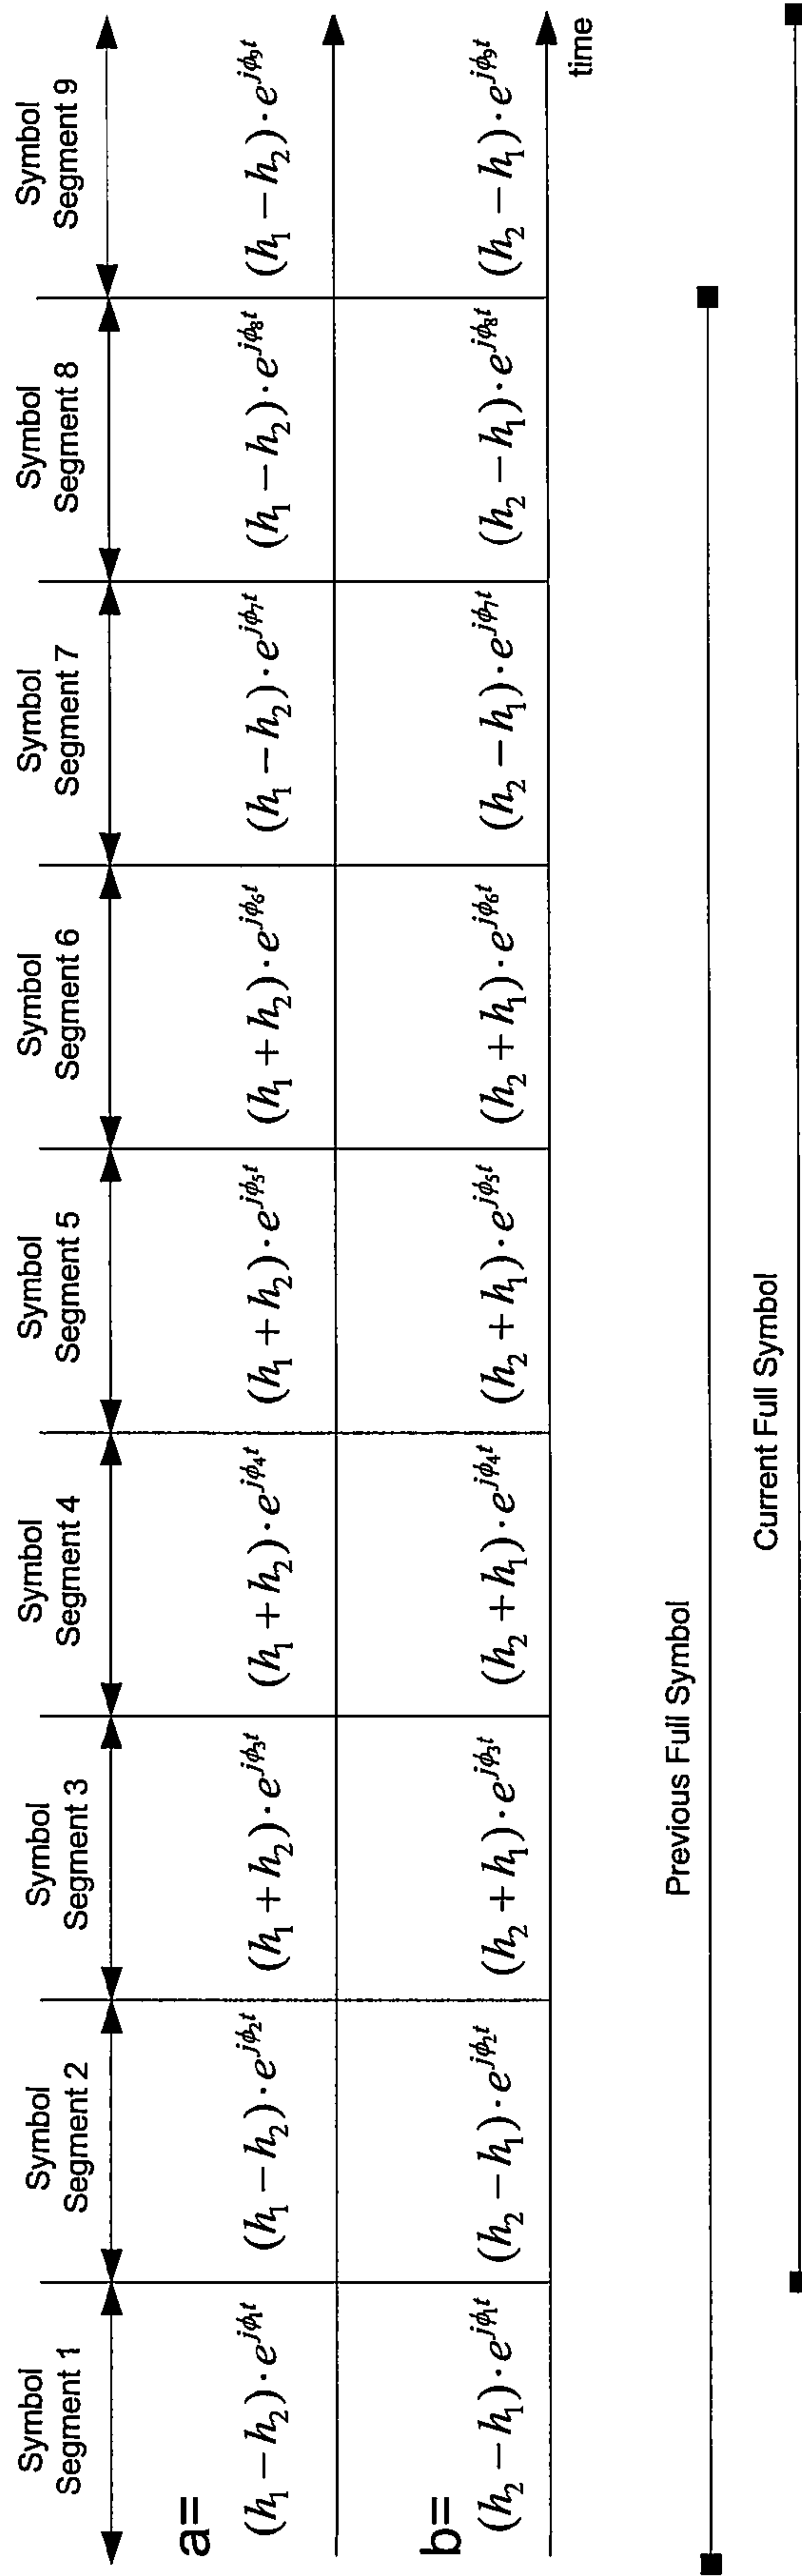 Symbol
Segment 1
Symbol
Segment 2
Symbol
Segment 3
Symbol
Segment 4
Symbol
Segment 5
Symbol
Segment 6
Symbol
Segment 7
Symbol
Segment 8
Symbol
Segment 9
a=
(h₁ − h₂) · e^{jϕ₁t}
(h₁ − h₂) · e^{jϕ₂t}
(h₁ + h₂) · e^{jϕ₃t}
(h₁ + h₂) · e^{jϕ₄t}
(h₁ + h₂) · e^{jϕ₅t}
(h₁ + h₂) · e^{jϕ₆t}
(h₁ − h₂) · e^{jϕ₇t}
(h₁ − h₂) · e^{jϕ₈t}
(h₁ − h₂) · e^{jϕ₉t}
b=
(h₂ − h₁) · e^{jϕ₁t}
(h₂ − h₁) · e^{jϕ₂t}
(h₂ + h₁) · e^{jϕ₃t}
(h₂ + h₁) · e^{jϕ₄t}
(h₂ + h₁) · e^{jϕ₅t}
(h₂ + h₁) · e^{jϕ₆t}
(h₂ − h₁) · e^{jϕ₇t}
(h₂ − h₁) · e^{jϕ₈t}
(h₂ − h₁) · e^{jϕ₉t}
time
Previous Full Symbol
Current Full Symbol